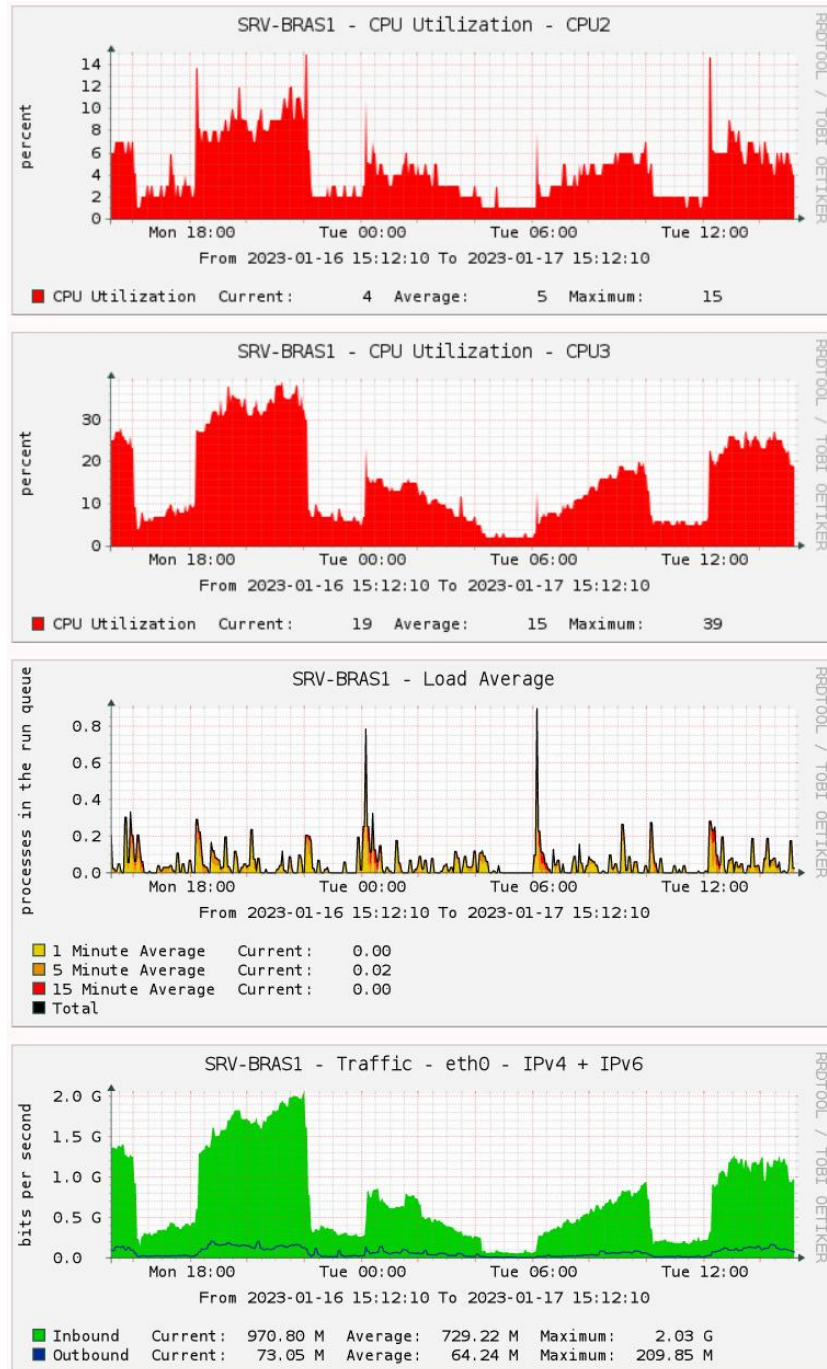 SRV-BRAS1 - CPU Utilization - CPU2
RRDTOOL / TOBI OETIKER
percent
14
12
10
8
6
4
2
0
Mon 18:00 Tue 00:00 Tue 06:00 Tue 12:00
From 2023-01-16 15:12:10 To 2023-01-17 15:12:10
CPU Utilization Current: 4 Average: 5 Maximum: 15
SRV-BRAS1 - CPU Utilization - CPU3
RRDTOOL / TOBI OETIKER
percent
30
20
10
0
Mon 18:00 Tue 00:00 Tue 06:00 Tue 12:00
From 2023-01-16 15:12:10 To 2023-01-17 15:12:10
CPU Utilization Current: 19 Average: 15 Maximum: 39
SRV-BRAS1 - Load Average
RRDTOOL / TOBI OETIKER
processes in the run queue
0.8
0.6
0.4
0.2
0.0
Mon 18:00 Tue 00:00 Tue 06:00 Tue 12:00
From 2023-01-16 15:12:10 To 2023-01-17 15:12:10
1 Minute Average Current: 0.00
5 Minute Average Current: 0.02
15 Minute Average Current: 0.00
Total
SRV-BRAS1 - Traffic - eth0 - IPv4 + IPv6
RRDTOOL / TOBI OETIKER
bits per second
2.0 G
1.5 G
1.0 G
0.5 G
0.0
Mon 18:00 Tue 00:00 Tue 06:00 Tue 12:00
From 2023-01-16 15:12:10 To 2023-01-17 15:12:10
Inbound Current: 970.80 M Average: 729.22 M Maximum: 2.03 G
Outbound Current: 73.05 M Average: 64.24 M Maximum: 209.85 M